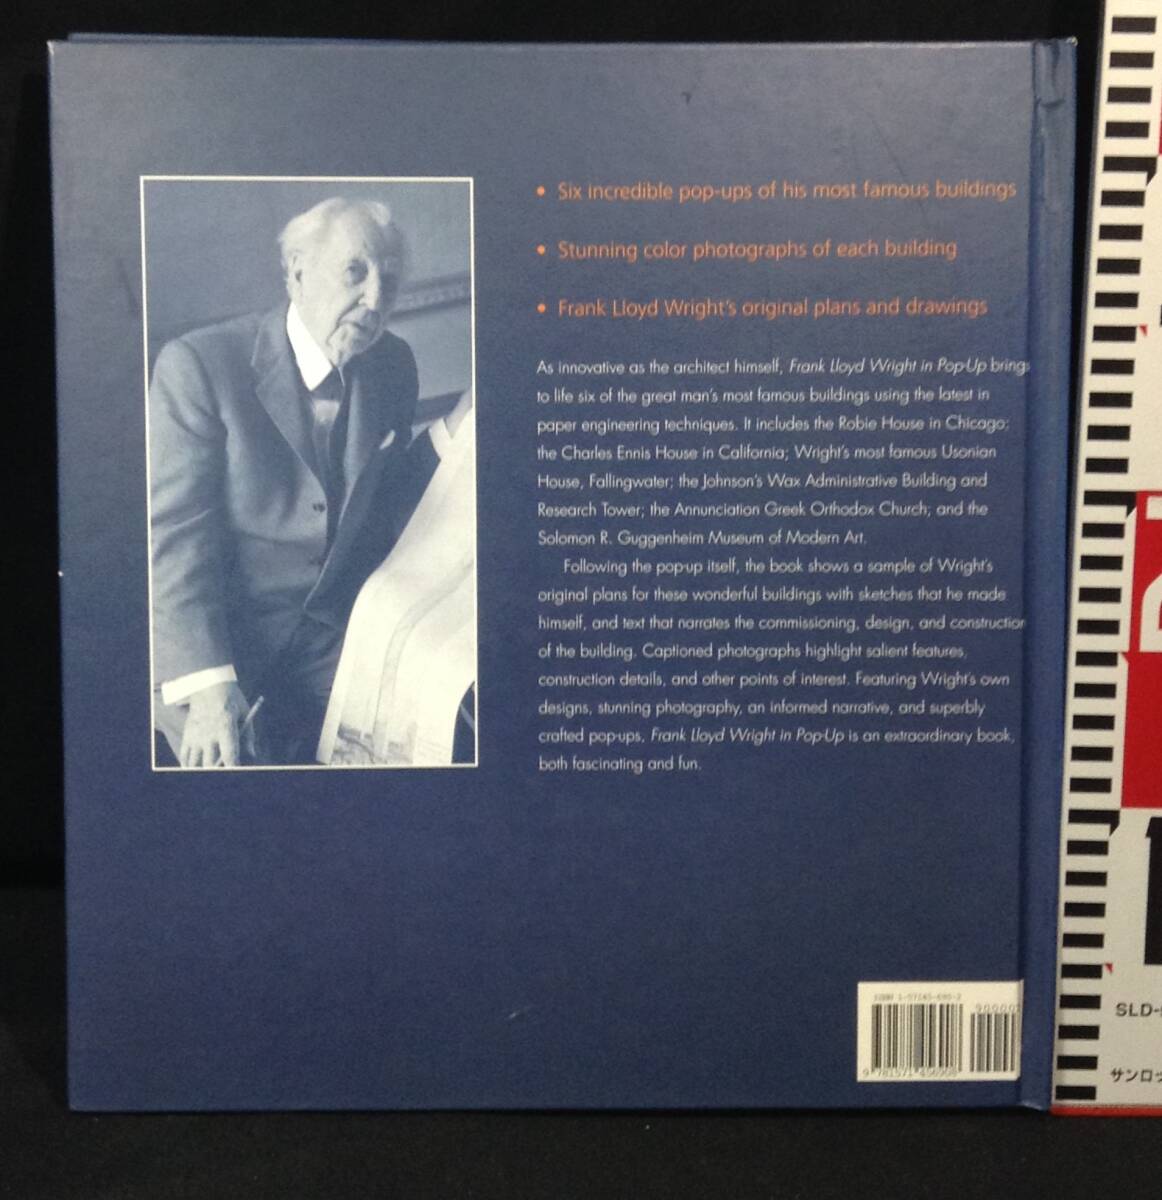 • Six incredible pop-ups of his most famous buildings
• Stunning color photographs of each building
• Frank Lloyd Wright's original plans and drawings
As innovative as the architect himself, Frank Lloyd Wright in Pop-Up brings
to life six of the great man's most famous buildings using the latest in
paper engineering techniques. It includes the Robie House in Chicago;
the Charles Ennis House in California; Wright's most famous Usonian
House, Fallingwater; the Johnson's Wax Administrative Building and
Research Tower; the Annunciation Greek Orthodox Church; and the
Solomon R. Guggenheim Museum of Modern Art.
Following the pop-up itself, the book shows a sample of Wright's
original plans for these wonderful buildings with sketches that he made
himself, and text that narrates the commissioning, design, and construction
of the building. Captioned photographs highlight salient features,
construction details, and other points of interest. Featuring Wright's own
designs, stunning photography, an informed narrative, and superbly
crafted pop-ups, Frank Lloyd Wright in Pop-Up is an extraordinary book,
both fascinating and fun.
ISBN
90000
SLD-
サンロッ